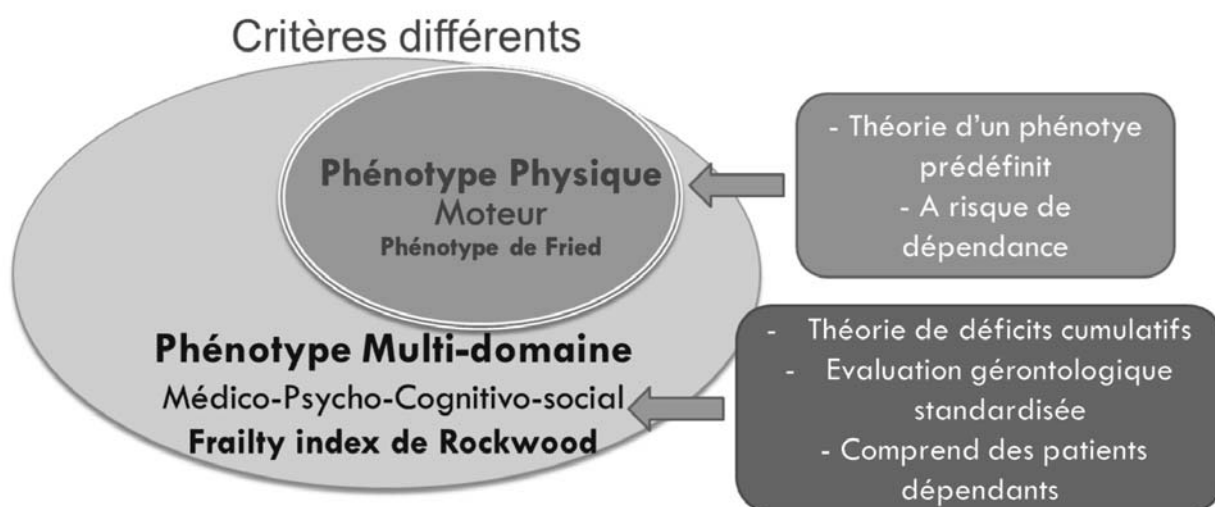 Critères différents
Phénotype Physique
Moteur
Phénotype de Fried
- Théorie d'un phénotye
prédéfinit
- A risque de
dépendance
Phénotype Multi-domaine
Médico-Psycho-Cognitivo-social
Frailty index de Rockwood
- Théorie de déficits cumulatifs
- Evaluation gérontologique
standardisée
- Comprend des patients
dépendants